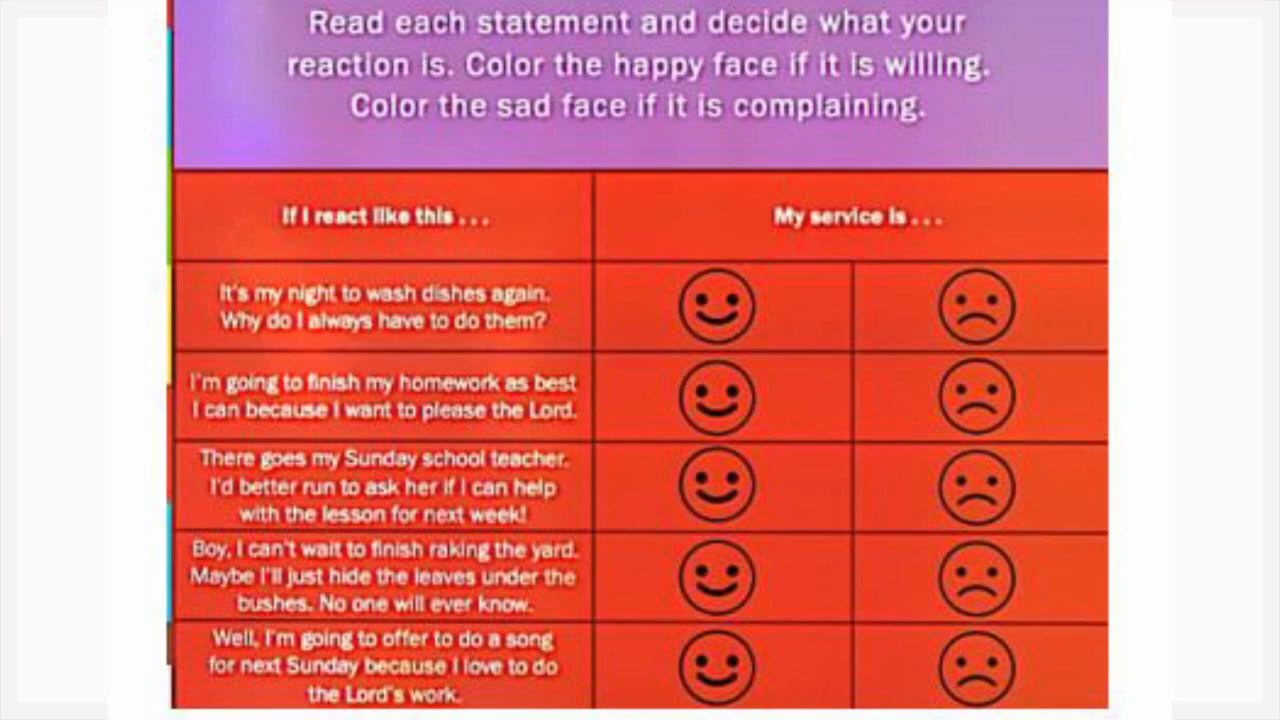 Read each statement and decide what your
reaction is. Color the happy face if it is willing.
Color the sad face if it is complaining.
If I react like this . . .
My service is . . .
It's my night to wash dishes again.
Why do I always have to do them?
I'm going to finish my homework as best
I can because I want to please the Lord.
There goes my Sunday school teacher.
I'd better run to ask her if I can help
with the lesson for next week!
Boy, I can't wait to finish raking the yard.
Maybe I'll just hide the leaves under the
bushes. No one will ever know.
Well, I'm going to offer to do a song
for next Sunday because I love to do
the Lord's work.